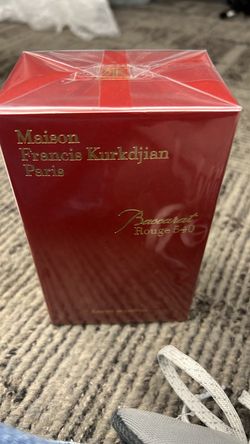 Maison
Francis Kurkdjian
Paris
Baccarat
Rouge 540